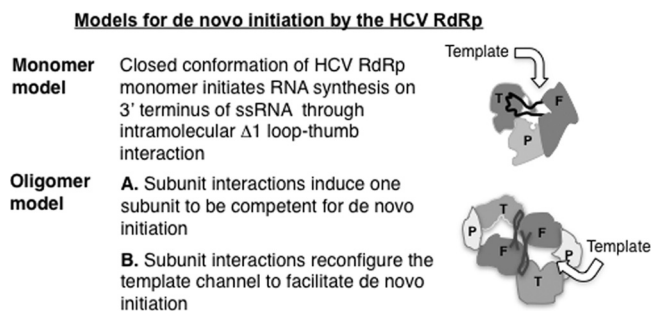 Models for de novo initiation by the HCV RdRp
Template
Monomer model
Closed conformation of HCV RdRp
monomer initiates RNA synthesis on
3' terminus of ssRNA through
intramolecular Δ1 loop-thumb
interaction
T
F
P
Oligomer model
A. Subunit interactions induce one
subunit to be competent for de novo
initiation
B. Subunit interactions reconfigure the
template channel to facilitate de novo
initiation
T
P
F
F
P
T
Template